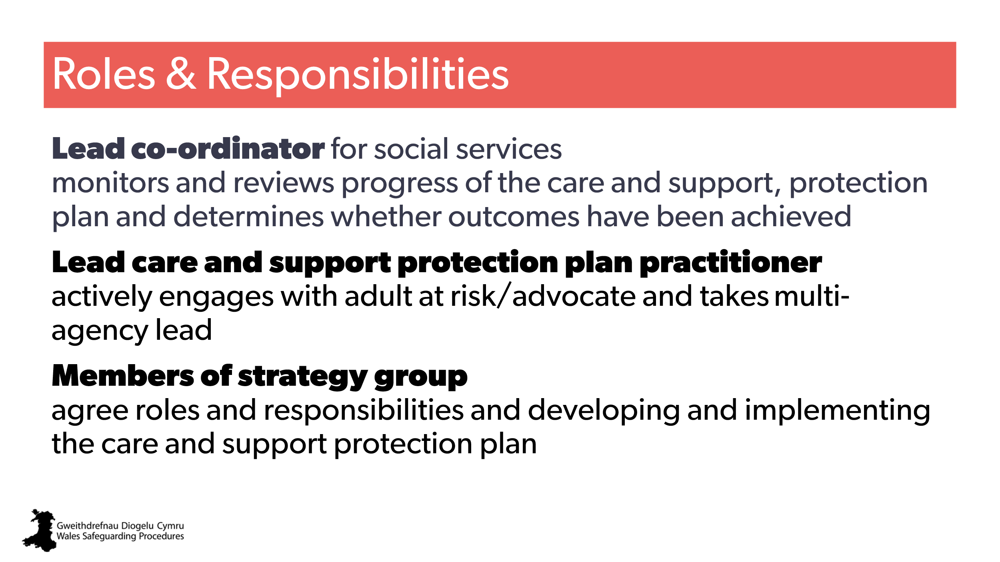 Roles & Responsibilities
Lead co-ordinator for social services
monitors and reviews progress of the care and support, protection
plan and determines whether outcomes have been achieved
Lead care and support protection plan practitioner
actively engages with adult at risk/advocate and takes multi-
agency lead
Members of strategy group
agree roles and responsibilities and developing and implementing
the care and support protection plan
Gweithdrefnau Diogelu Cymru
Wales Safeguarding Procedures